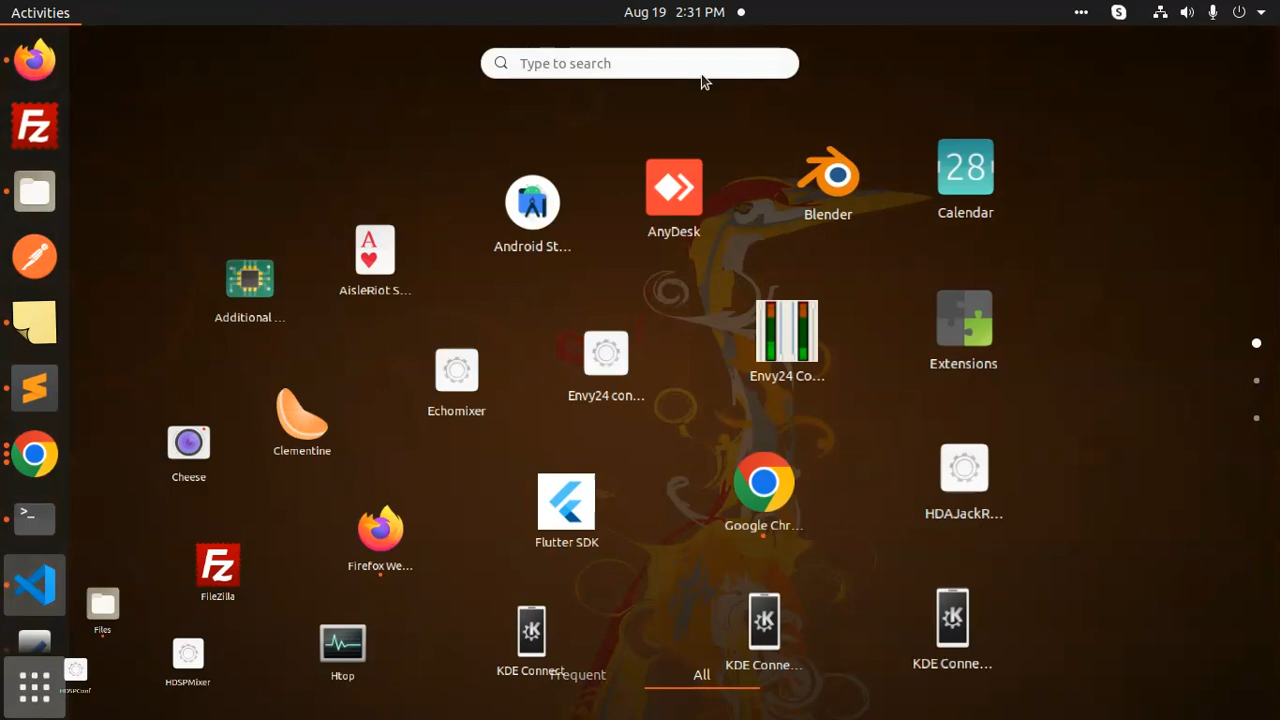 Activities
Aug 19 2:31 PM
Type to search
28
Calendar
Blender
AnyDesk
Android St...
A
AisleRiot S...
Additional ...
Extensions
Envy24 Co...
Envy24 con...
Echomixer
Clementine
Cheese
HDAJackR...
Google Chr...
Flutter SDK
Firefox We...
Fz
FileZilla
Files
HDSPConf
HDSPMixer
Htop
KDE Connect
KDE Conne...
KDE Conne...
Frequent
All